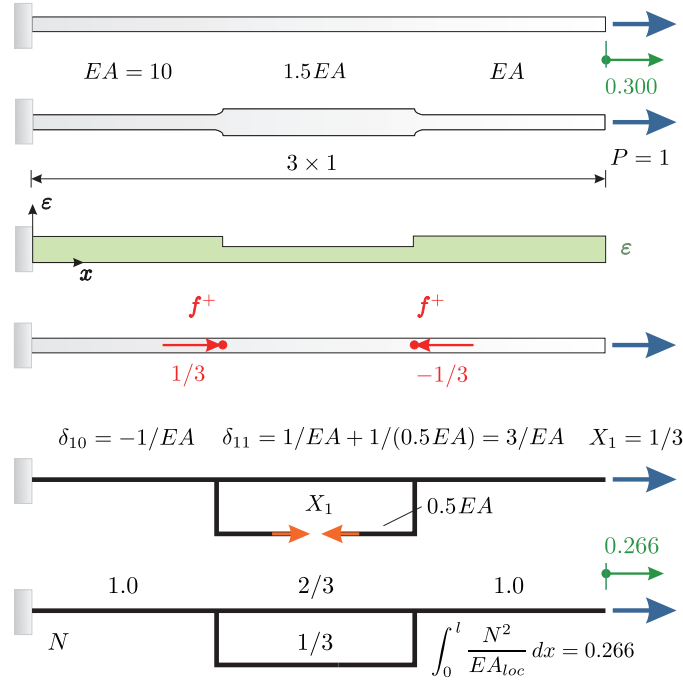 EA = 10 1.5EA EA
0.300
P = 1
3 × 1
ε
x
ε
f⁺ f⁺
1/3 −1/3
δ₁₀ = −1/EA δ₁₁ = 1/EA + 1/(0.5EA) = 3/EA X₁ = 1/3
X₁ 0.5EA
0.266
1.0 2/3 1.0
N 1/3 ∫₀ˡ N²/EA_loc dx = 0.266